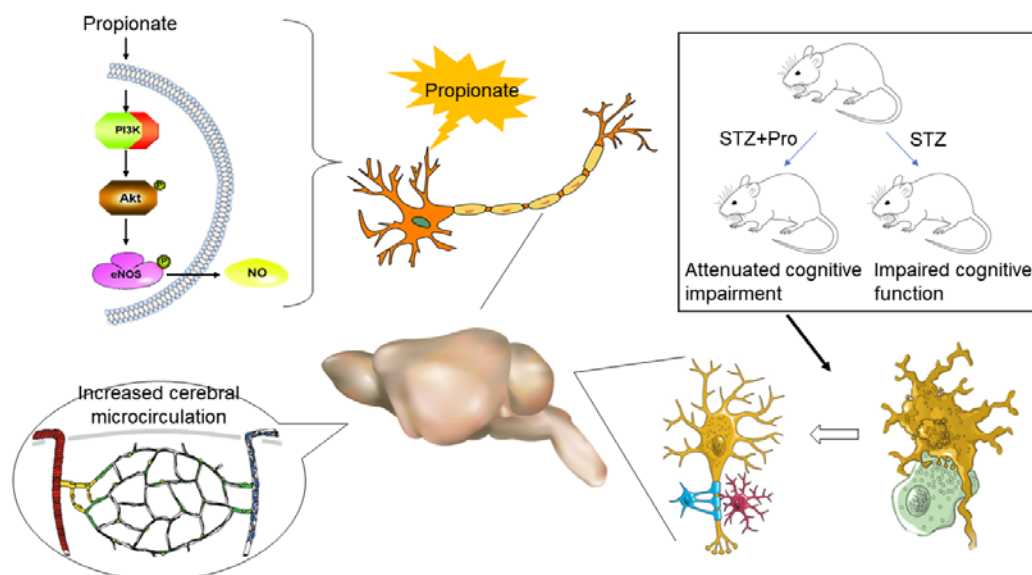 Propionate
PI3K
Akt
P
eNOS
P
NO
Propionate
STZ+Pro
STZ
Attenuated cognitive
impairment
Impaired cognitive
function
Increased cerebral
microcirculation